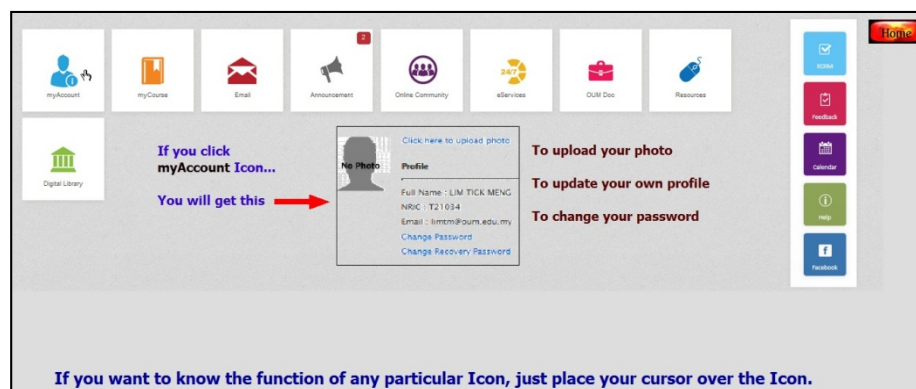 2
Home
myAccount
myCourse
Email
Announcement
Online Community
24/7
eServices
OUM Doc
Resources
Feedback
Calendar
Help
Facebook
Digital Library
If you click
myAccount Icon...
You will get this
No Photo
Click here to upload photo
Profile
Full Name : LIM TICK MENG
NRIC : T21034
Email : limtm@oum.edu.my
Change Password
Change Recovery Password
To upload your photo
To update your own profile
To change your password
If you want to know the function of any particular Icon, just place your cursor over the Icon.